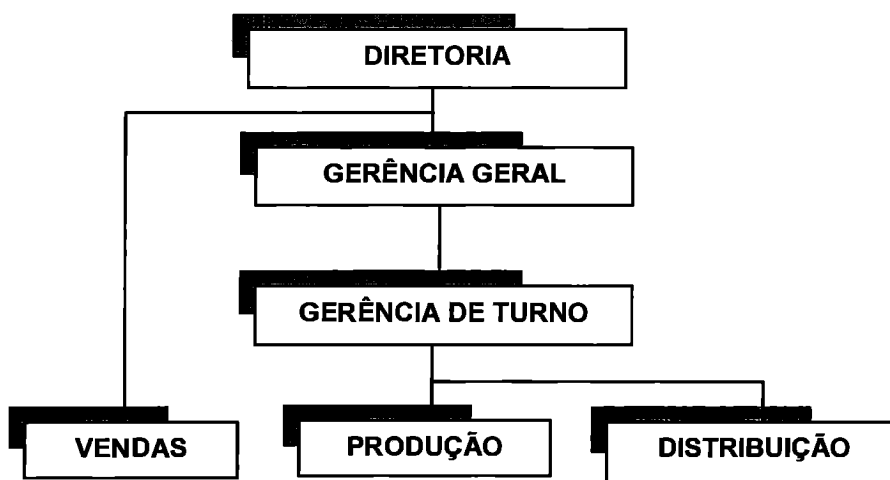 DIRETORIA
GERÊNCIA GERAL
GERÊNCIA DE TURNO
VENDAS
PRODUÇÃO
DISTRIBUIÇÃO